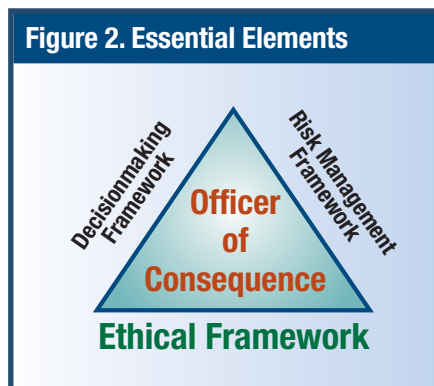 Figure 2. Essential Elements
Decisionmaking
Framework
Risk Management
Framework
Officer
of
Consequence
Ethical Framework